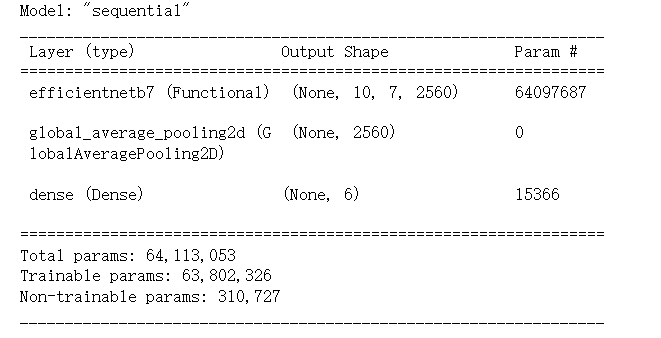 Model: "sequential"
_________________________________________________________________
Layer (type) Output Shape Param #
=================================================================
efficientnetb7 (Functional) (None, 10, 7, 2560) 64097687
global_average_pooling2d (G (None, 2560) 0
lobalAveragePooling2D)
dense (Dense) (None, 6) 15366
=================================================================
Total params: 64,113,053
Trainable params: 63,802,326
Non-trainable params: 310,727
_________________________________________________________________